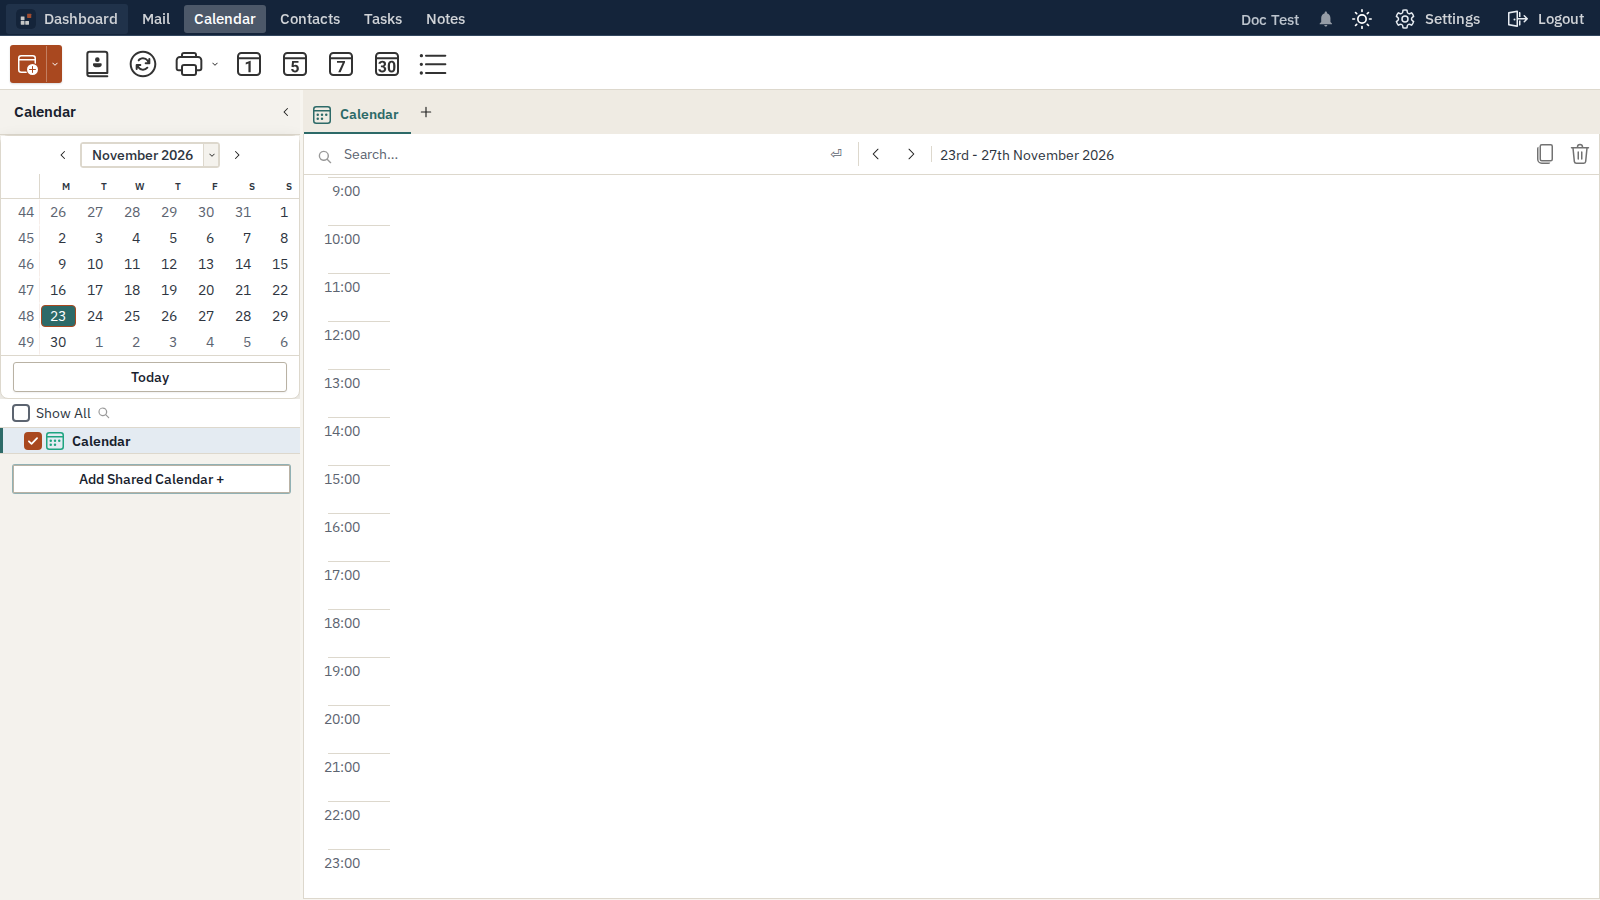 Dashboard Mail Calendar Contacts Tasks Notes Doc Test Settings Logout
1 5 7 30
Calendar
Calendar +
November 2026
Search... 23rd - 27th November 2026
M T W T F S S
44 26 27 28 29 30 31 1
45 2 3 4 5 6 7 8
46 9 10 11 12 13 14 15
47 16 17 18 19 20 21 22
48 23 24 25 26 27 28 29
49 30 1 2 3 4 5 6
Today
Show All
Calendar
Add Shared Calendar +
9:00
10:00
11:00
12:00
13:00
14:00
15:00
16:00
17:00
18:00
19:00
20:00
21:00
22:00
23:00